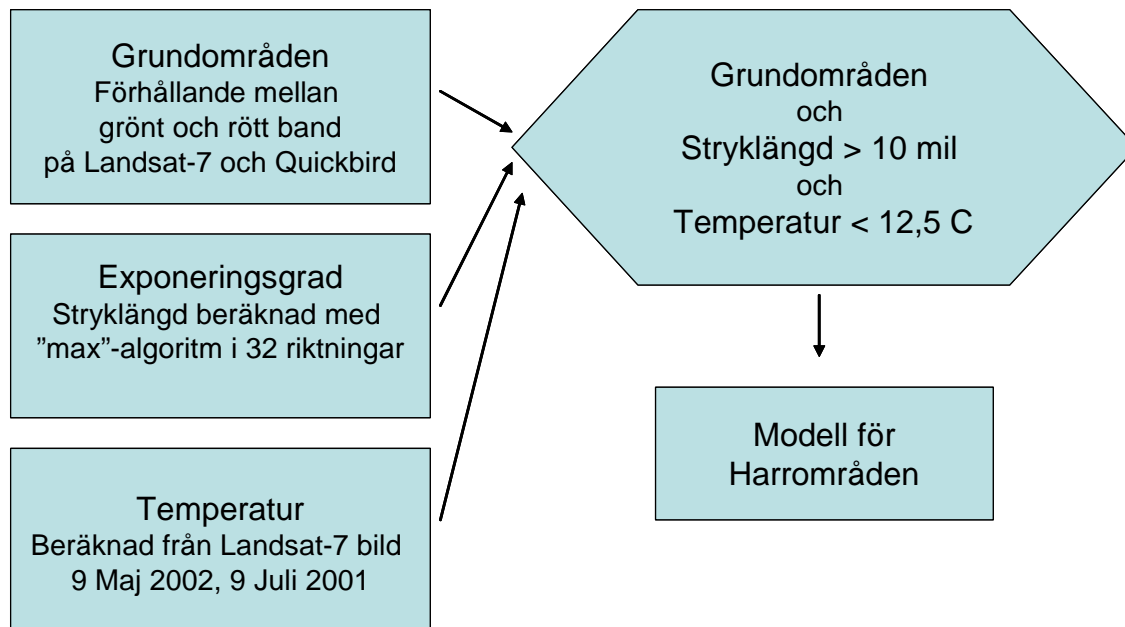 Grundområden
Förhållande mellan
grönt och rött band
på Landsat-7 och Quickbird
Exponeringsgrad
Stryklängd beräknad med
”max”-algoritm i 32 riktningar
Temperatur
Beräknad från Landsat-7 bild
9 Maj 2002, 9 Juli 2001
Grundområden
och
Stryklängd > 10 mil
och
Temperatur < 12,5 C
Modell för
Harrområden